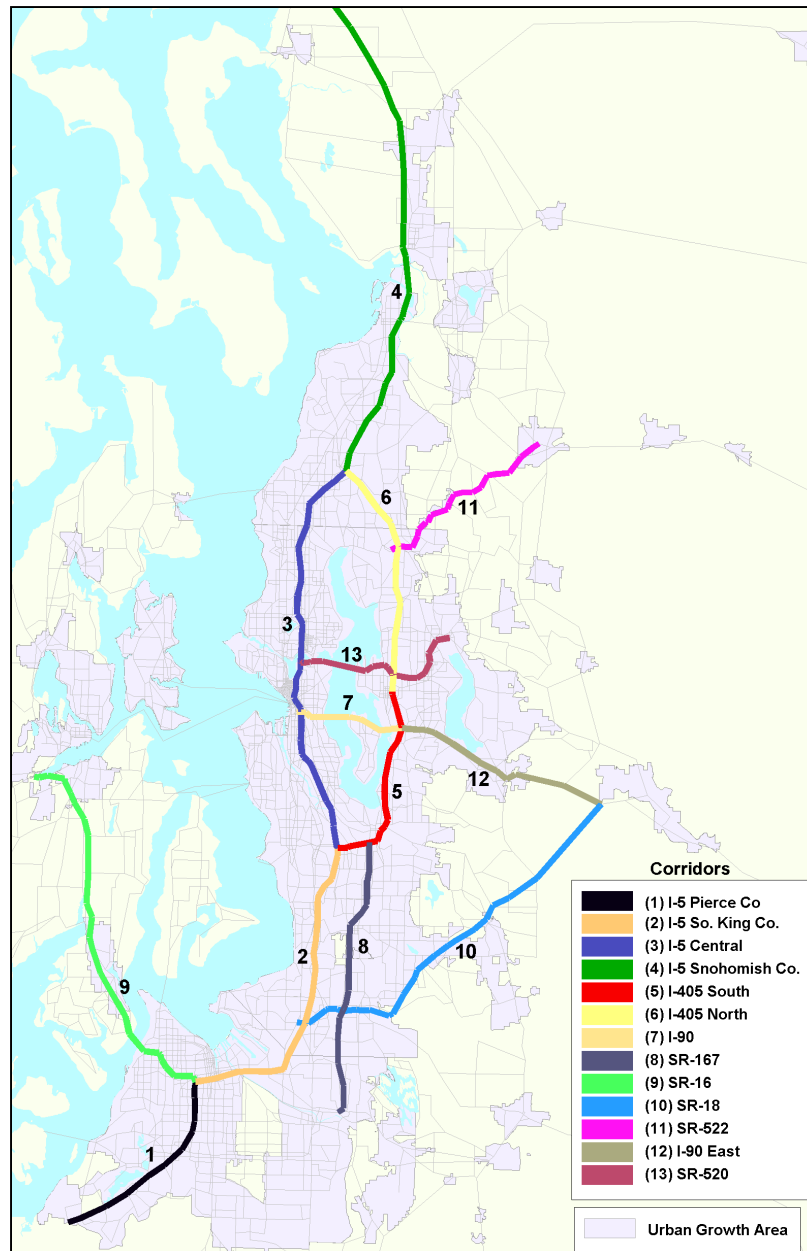 4
6
11
3
13
7
12
5
2
8
10
9
1
Corridors
(1) I-5 Pierce Co
(2) I-5 So. King Co.
(3) I-5 Central
(4) I-5 Snohomish Co.
(5) I-405 South
(6) I-405 North
(7) I-90
(8) SR-167
(9) SR-16
(10) SR-18
(11) SR-522
(12) I-90 East
(13) SR-520
Urban Growth Area